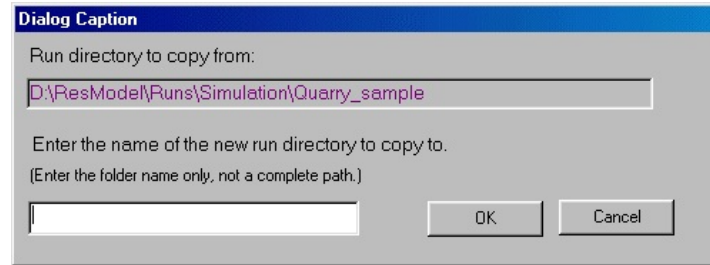 Dialog Caption
Run directory to copy from:
D:\ResModel\Runs\Simulation\Quarry_sample
Enter the name of the new run directory to copy to.
(Enter the folder name only, not a complete path.)
OK Cancel